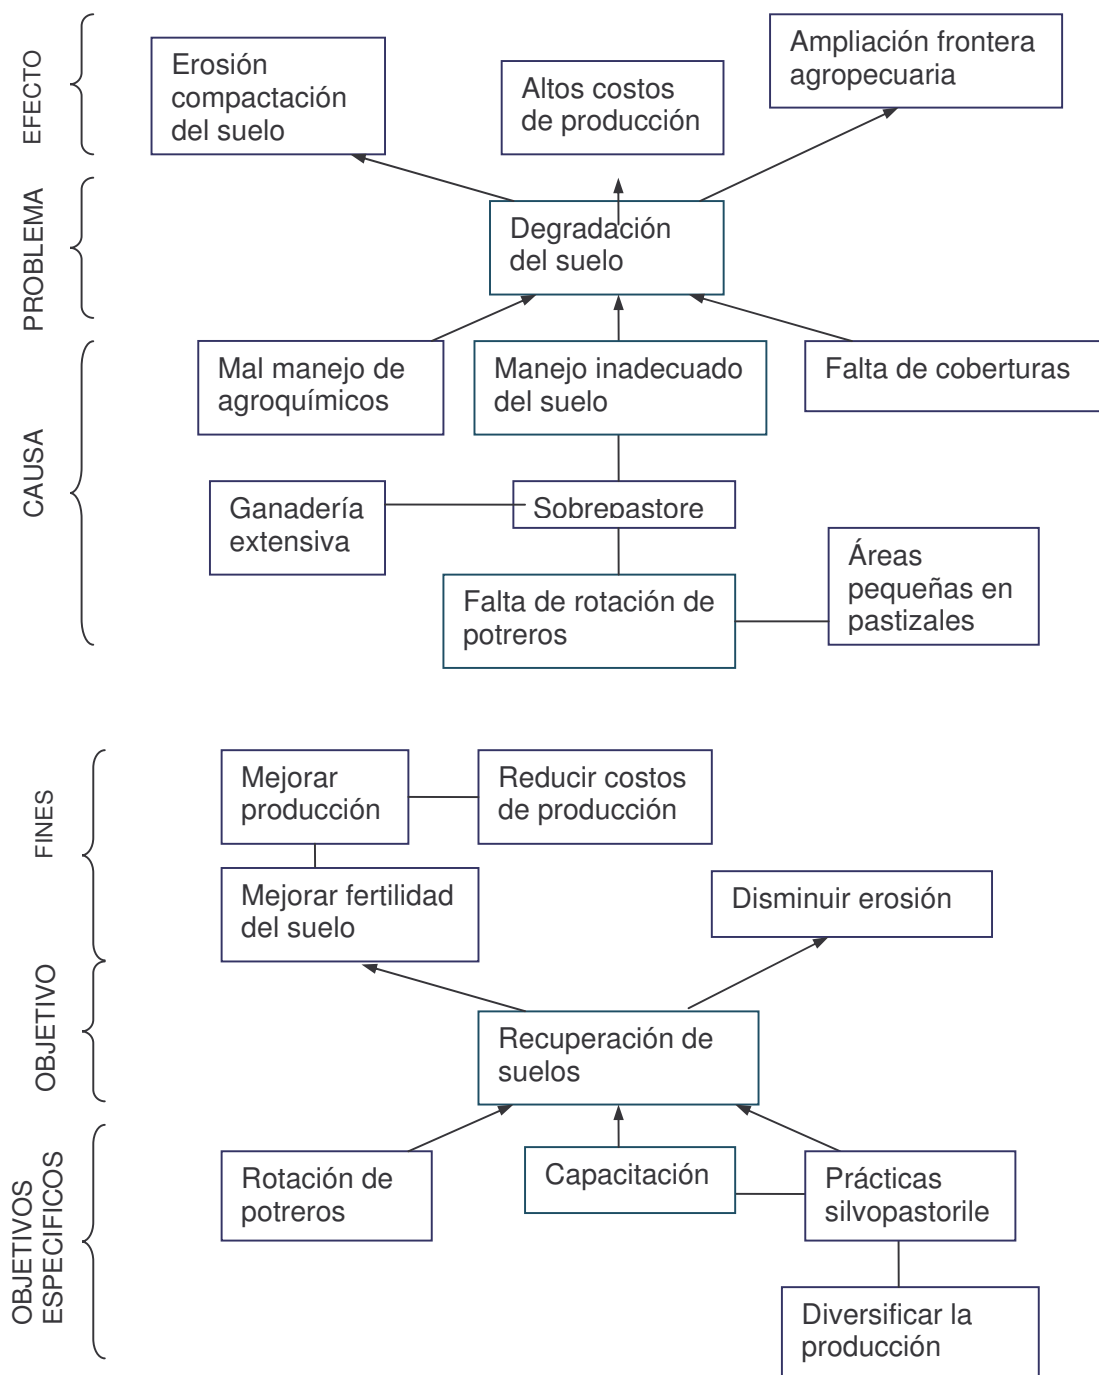 EFECTO
Erosión
compactación
del suelo
Altos costos
de producción
Ampliación frontera
agropecuaria
PROBLEMA
Degradación
del suelo
CAUSA
Mal manejo de
agroquímicos
Manejo inadecuado
del suelo
Falta de coberturas
Ganadería
extensiva
Sobrepastore
Falta de rotación de
potreros
Áreas
pequeñas en
pastizales
FINES
Mejorar
producción
Reducir costos
de producción
Mejorar fertilidad
del suelo
Disminuir erosión
OBJETIVO
Recuperación de
suelos
OBJETIVOS
ESPECIFICOS
Rotación de
potreros
Capacitación
Prácticas
silvopastorile
Diversificar la
producción